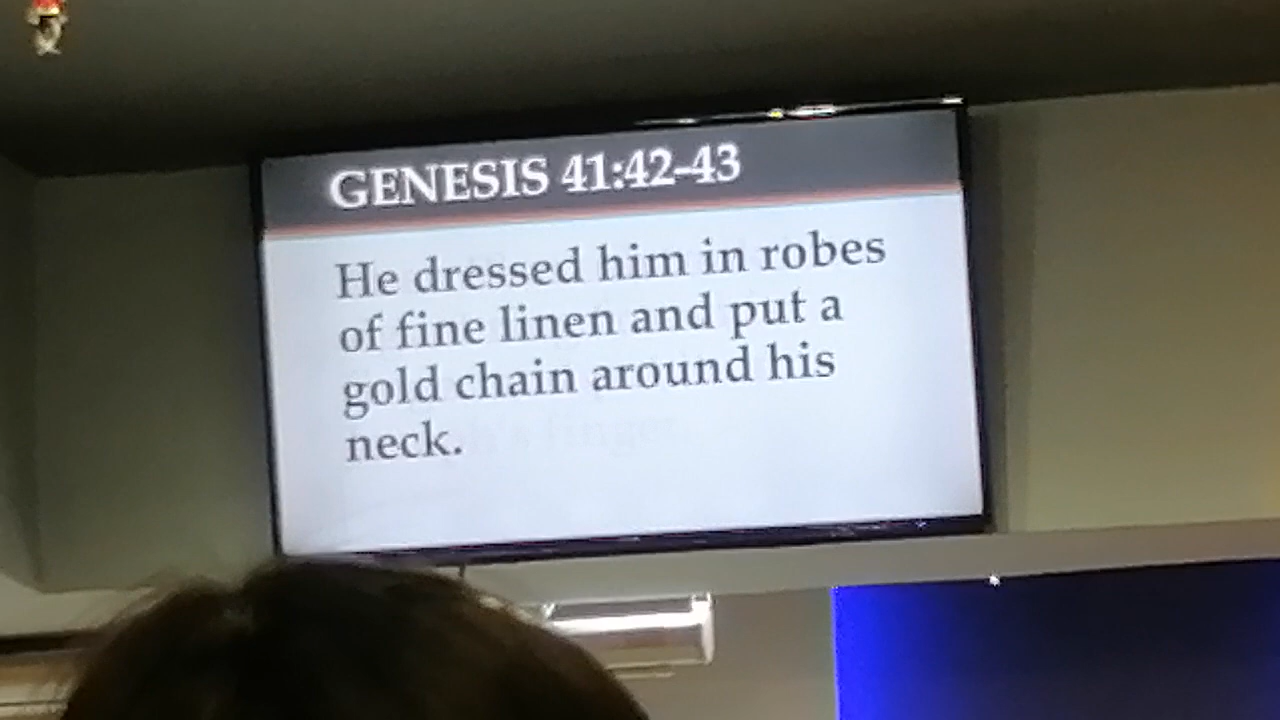 GENESIS 41:42-43
He dressed him in robes
of fine linen and put a
gold chain around his
neck.